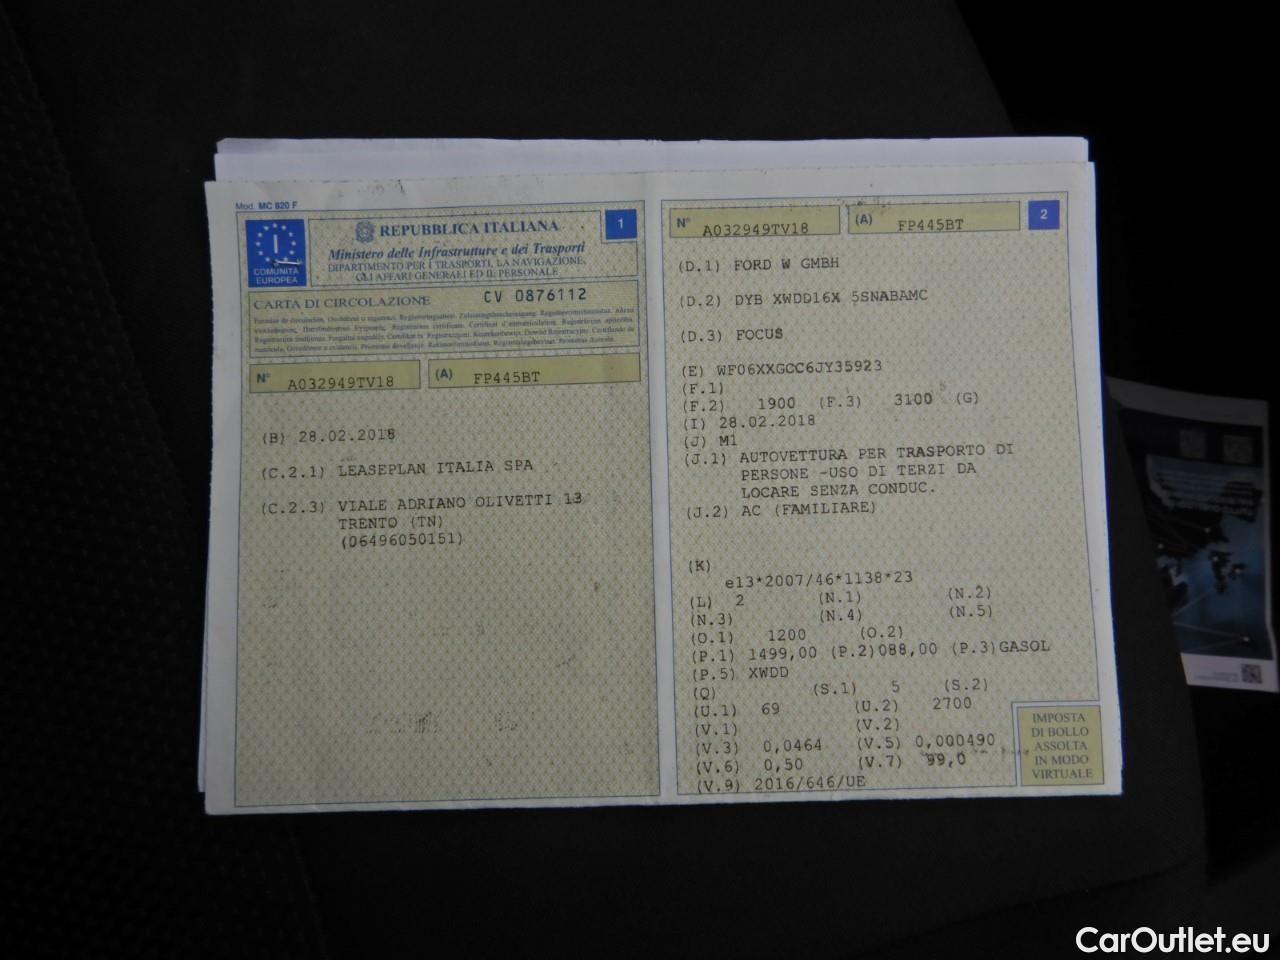 Mod. MC 820 F
I
COMUNITÀ
EUROPEA
REPUBBLICA ITALIANA
1
Ministero delle Infrastrutture e dei Trasporti
DIPARTIMENTO PER I TRASPORTI, LA NAVIGAZIONE,
GLI AFFARI GENERALI ED IL PERSONALE
CARTA DI CIRCOLAZIONE CV 0876112
N° A032949TV18 (A) FP445BT
(B) 28.02.2018
(C.2.1) LEASEPLAN ITALIA SPA
(C.2.3) VIALE ADRIANO OLIVETTI 13
TRENTO (TN)
(06496050151)
N° A032949TV18 (A) FP445BT 2
(D.1) FORD W GMBH
(D.2) DYB XWDD16X 5SNABAMC
(D.3) FOCUS
(E) WF06XXGCC6JY35923
(F.1)
(F.2) 1900 (F.3) 3100 (G)
(I) 28.02.2018
(J) M1
(J.1) AUTOVETTURA PER TRASPORTO DI
PERSONE -USO DI TERZI DA
LOCARE SENZA CONDUC.
(J.2) AC (FAMILIARE)
(K)
e13*2007/46*1138*23
(L) 2 (N.1) (N.2)
(N.3) (N.4) (N.5)
(O.1) 1200 (O.2)
(P.1) 1499,00 (P.2)088,00 (P.3)GASOL
(P.5) XWDD
(Q) (S.1) 5 (S.2)
(U.1) 69 (U.2) 2700
(V.1) (V.2)
(V.3) 0,0464 (V.5) 0,000490
(V.6) 0,50 (V.7) 99,0
(V.9) 2016/646/UE
IMPOSTA
DI BOLLO
ASSOLTA
IN MODO
VIRTUALE
CarOutlet.eu